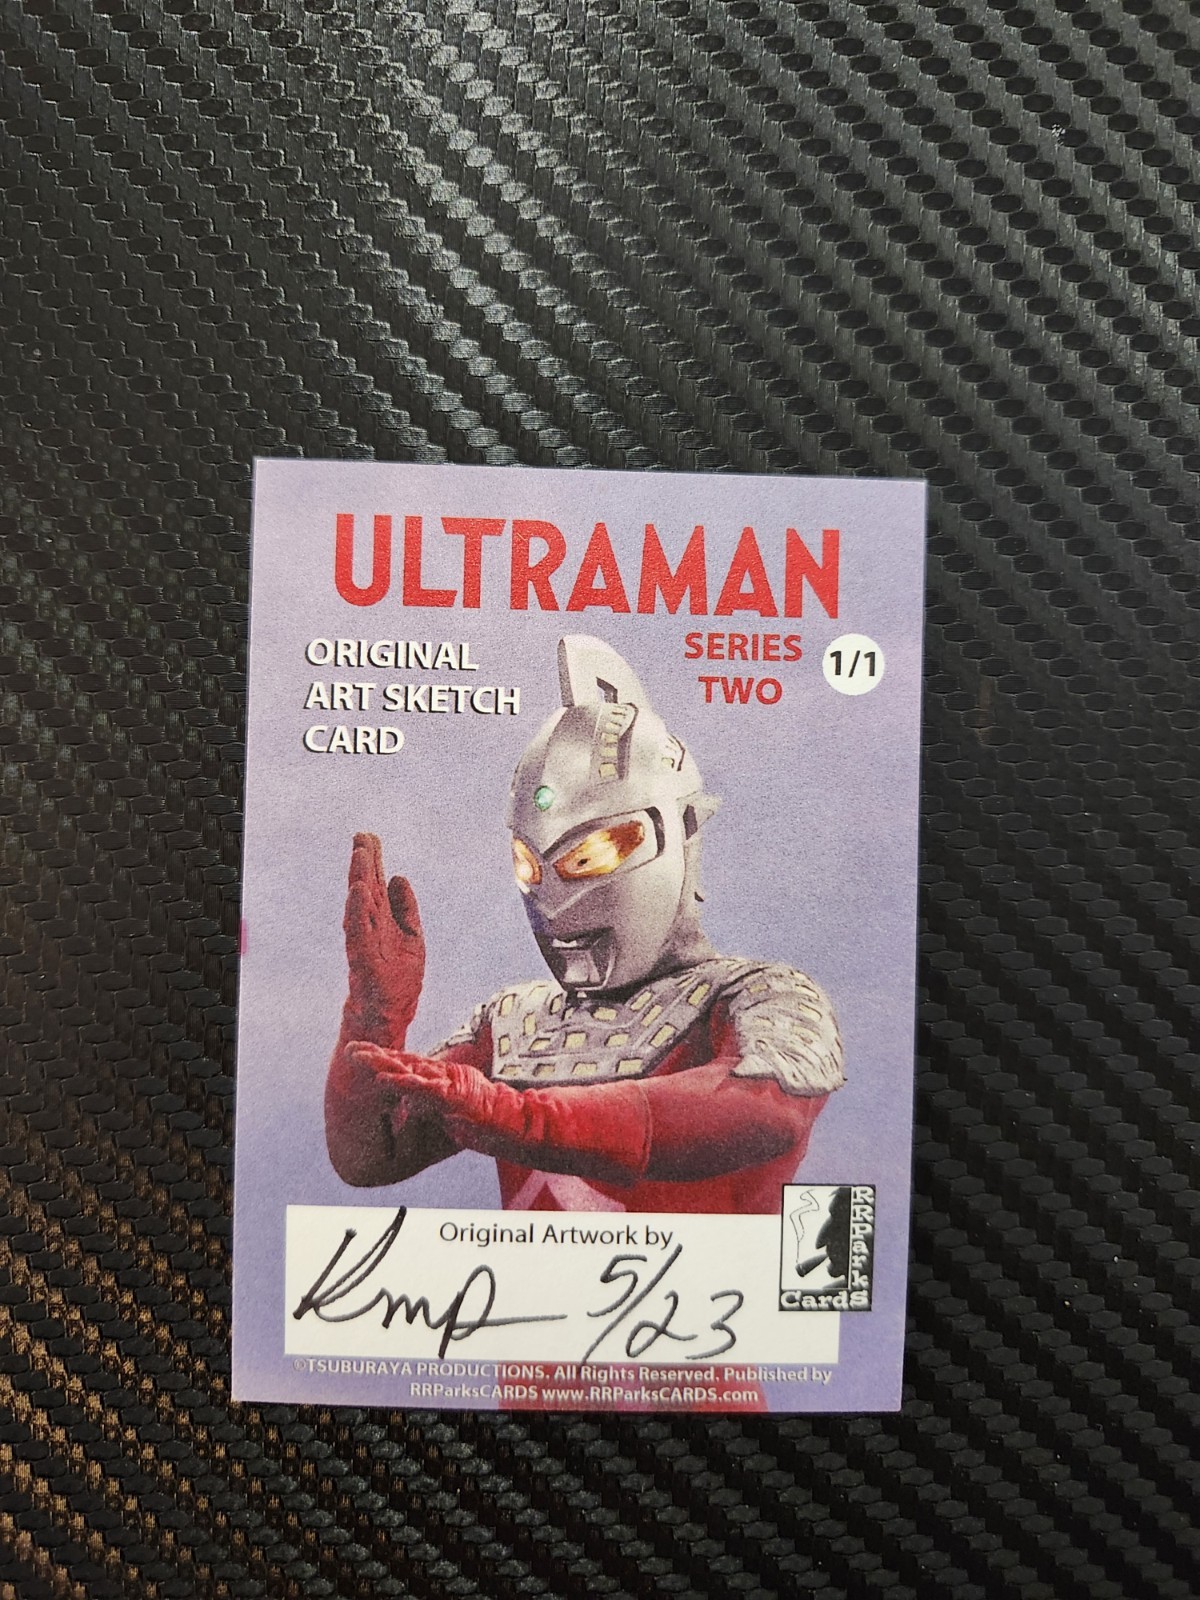 ULTRAMAN
SERIES
TWO
1/1
ORIGINAL
ART SKETCH
CARD
Original Artwork by
5/23
RRParks
CardS
©TSUBURAYA PRODUCTIONS. All Rights Reserved. Published by
RRParksCARDS www.RRParksCARDS.com